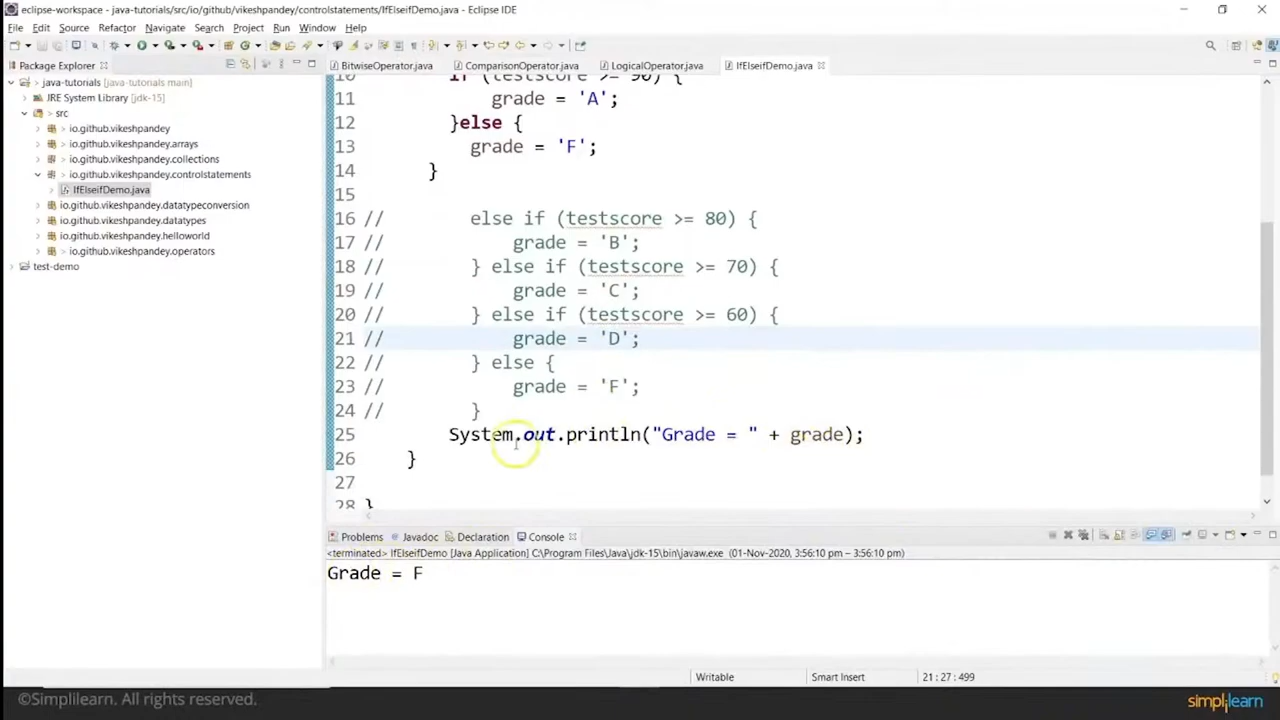 eclipse-workspace - java-tutorials/src/io/github/vikeshpandey/controlstatements/IfElseifDemo.java - Eclipse IDE
File Edit Source Refactor Navigate Search Project Run Window Help
Package Explorer
BitwiseOperator.java ComparisonOperator.java LogicalOperator.java IfElseifDemo.java
java-tutorials [java-tutorials main]
JRE System Library [jdk-15]
src
io.github.vikeshpandey
io.github.vikeshpandey.arrays
io.github.vikeshpandey.collections
io.github.vikeshpandey.controlstatements
IfElseifDemo.java
io.github.vikeshpandey.datatypeconversion
io.github.vikeshpandey.datatypes
io.github.vikeshpandey.helloworld
io.github.vikeshpandey.operators
test-demo
10 if (testscore >= 90) {
11 grade = 'A';
12 }else {
13 grade = 'F';
14 }
15
16 // else if (testscore >= 80) {
17 // grade = 'B';
18 // } else if (testscore >= 70) {
19 // grade = 'C';
20 // } else if (testscore >= 60) {
21 // grade = 'D';
22 // } else {
23 // grade = 'F';
24 // }
25 System.out.println("Grade = " + grade);
26 }
27
28 }
Problems Javadoc Declaration Console
<terminated> IfElseifDemo [Java Application] C:\Program Files\Java\jdk-15\bin\javaw.exe (01-Nov-2020, 3:56:10 pm – 3:56:10 pm)
Grade = F
Writable Smart Insert 21 : 27 : 499
©Simplilearn. All rights reserved.
simplilearn